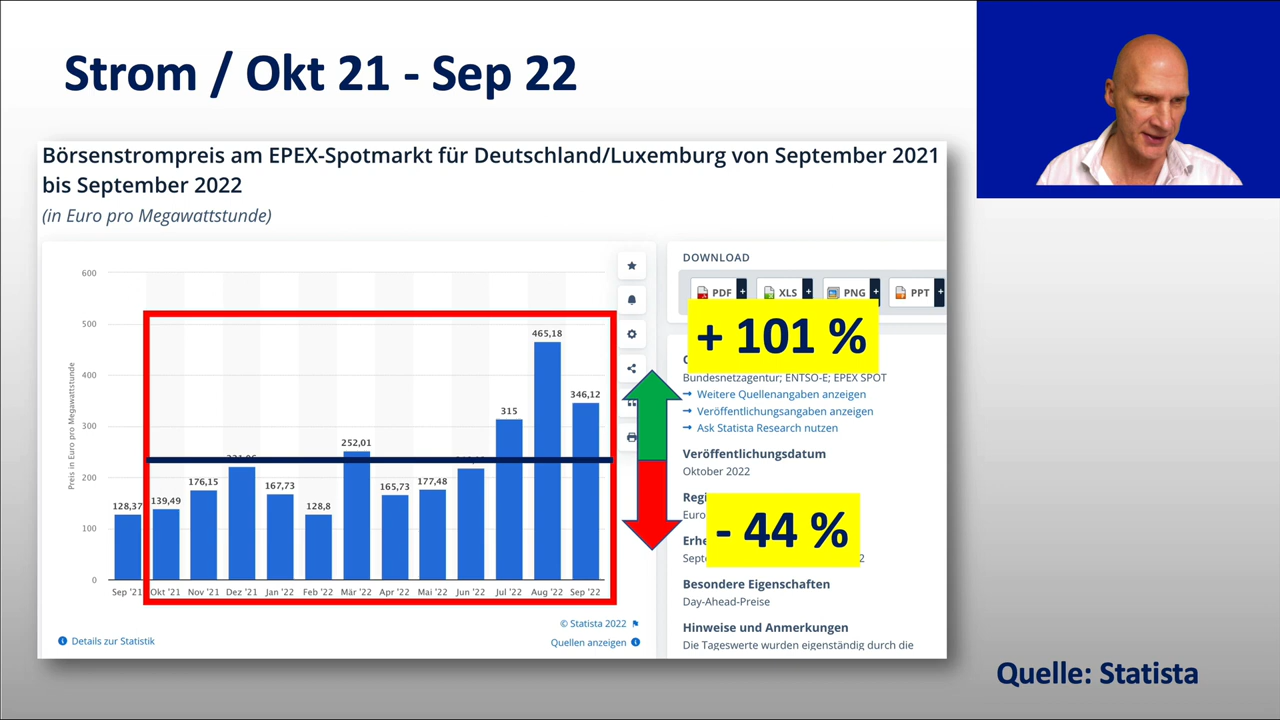 Strom / Okt 21 - Sep 22
Börsenstrompreis am EPEX-Spotmarkt für Deutschland/Luxemburg von September 2021
bis September 2022
(in Euro pro Megawattstunde)
Preis in Euro pro Megawattstunde
600
500
400
300
200
100
0
128,37
139,49
176,15
167,73
128,8
252,01
165,73
177,48
315
465,18
346,12
Sep '21
Okt '21
Nov '21
Dez '21
Jan '22
Feb '22
Mär '22
Apr '22
Mai '22
Jun '22
Jul '22
Aug '22
Sep '22
© Statista 2022
Details zur Statistik
Quellen anzeigen
DOWNLOAD
PDF + XLS + PNG + PPT +
+ 101 %
Bundesnetzagentur; ENTSO-E; EPEX SPOT
→ Weitere Quellenangaben anzeigen
→ Veröffentlichungsangaben anzeigen
→ Ask Statista Research nutzen
Veröffentlichungsdatum
Oktober 2022
- 44 %
Besondere Eigenschaften
Day-Ahead-Preise
Hinweise und Anmerkungen
Die Tageswerte wurden eigenständig durch die
Quelle: Statista